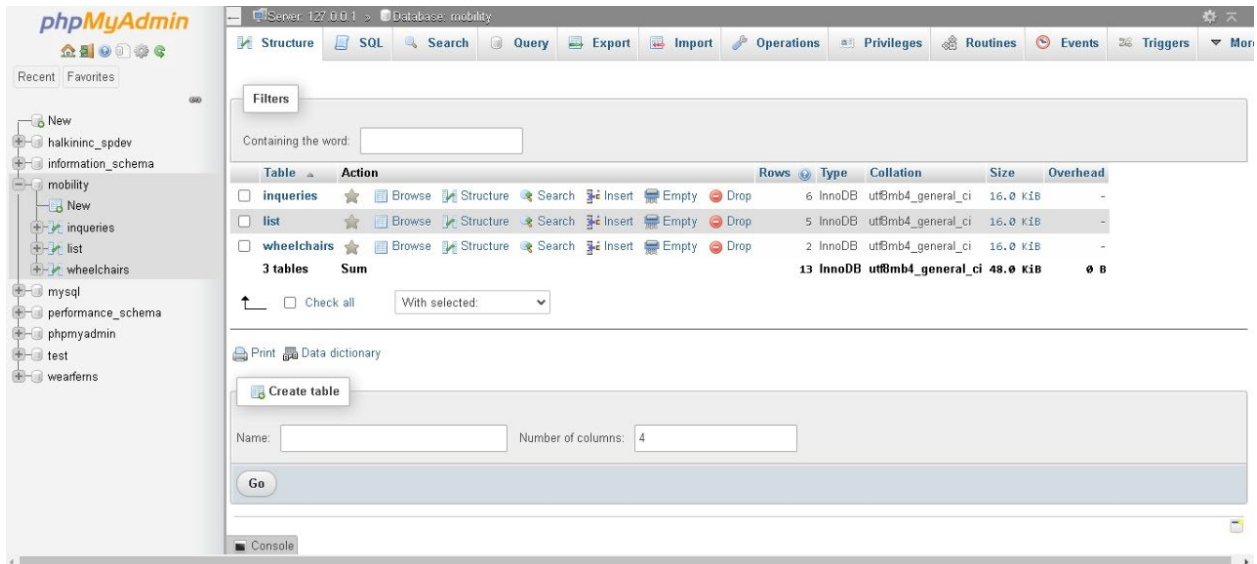 phpMyAdmin
Recent Favorites
New
halkininc_spdev
information_schema
mobility
New
inqueries
list
wheelchairs
mysql
performance_schema
phpmyadmin
test
wearferns
Server: 127.0.0.1 » Database: mobility
Structure SQL Search Query Export Import Operations Privileges Routines Events Triggers More
Filters
Containing the word:
Table Action Rows Type Collation Size Overhead
inqueries Browse Structure Search Insert Empty Drop 6 InnoDB utf8mb4_general_ci 16.0 KiB -
list Browse Structure Search Insert Empty Drop 5 InnoDB utf8mb4_general_ci 16.0 KiB -
wheelchairs Browse Structure Search Insert Empty Drop 2 InnoDB utf8mb4_general_ci 16.0 KiB -
3 tables Sum 13 InnoDB utf8mb4_general_ci 48.0 KiB 0 B
Check all With selected:
Print Data dictionary
Create table
Name: Number of columns: 4
Go
Console